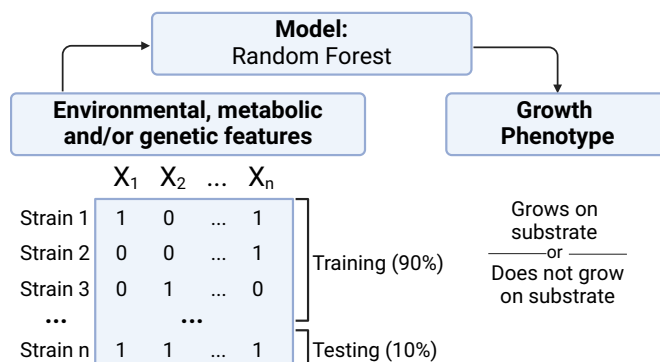 Model:
Random Forest
Environmental, metabolic
and/or genetic features
Growth
Phenotype
X1 X2 ... Xn
Strain 1 1 0 ... 1
Strain 2 0 0 ... 1
Strain 3 0 1 ... 0
... ...
Strain n 1 1 ... 1
Training (90%)
Testing (10%)
Grows on
substrate
or
Does not grow
on substrate